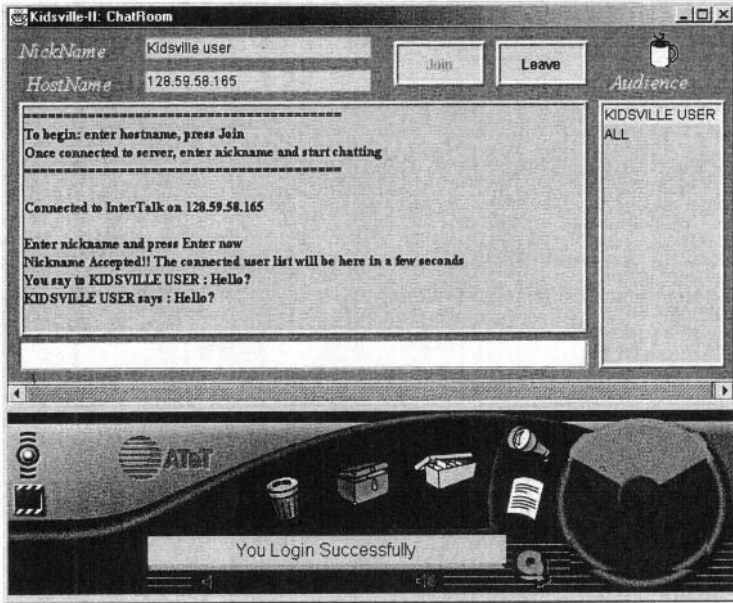 Kidsville-II: ChatRoom
NickName
Kidsville user
Join
Leave
HostName
128.59.58.165
Audience
==========================================
To begin: enter hostname, press Join
Once connected to server, enter nickname and start chatting
==========================================
Connected to InterTalk on 128.59.58.165
Enter nickname and press Enter now
Nickname Accepted!! The connected user list will be here in a few seconds
You say to KIDSVILLE USER : Hello?
KIDSVILLE USER says : Hello?
KIDSVILLE USER
ALL
AT&T
You Login Successfully